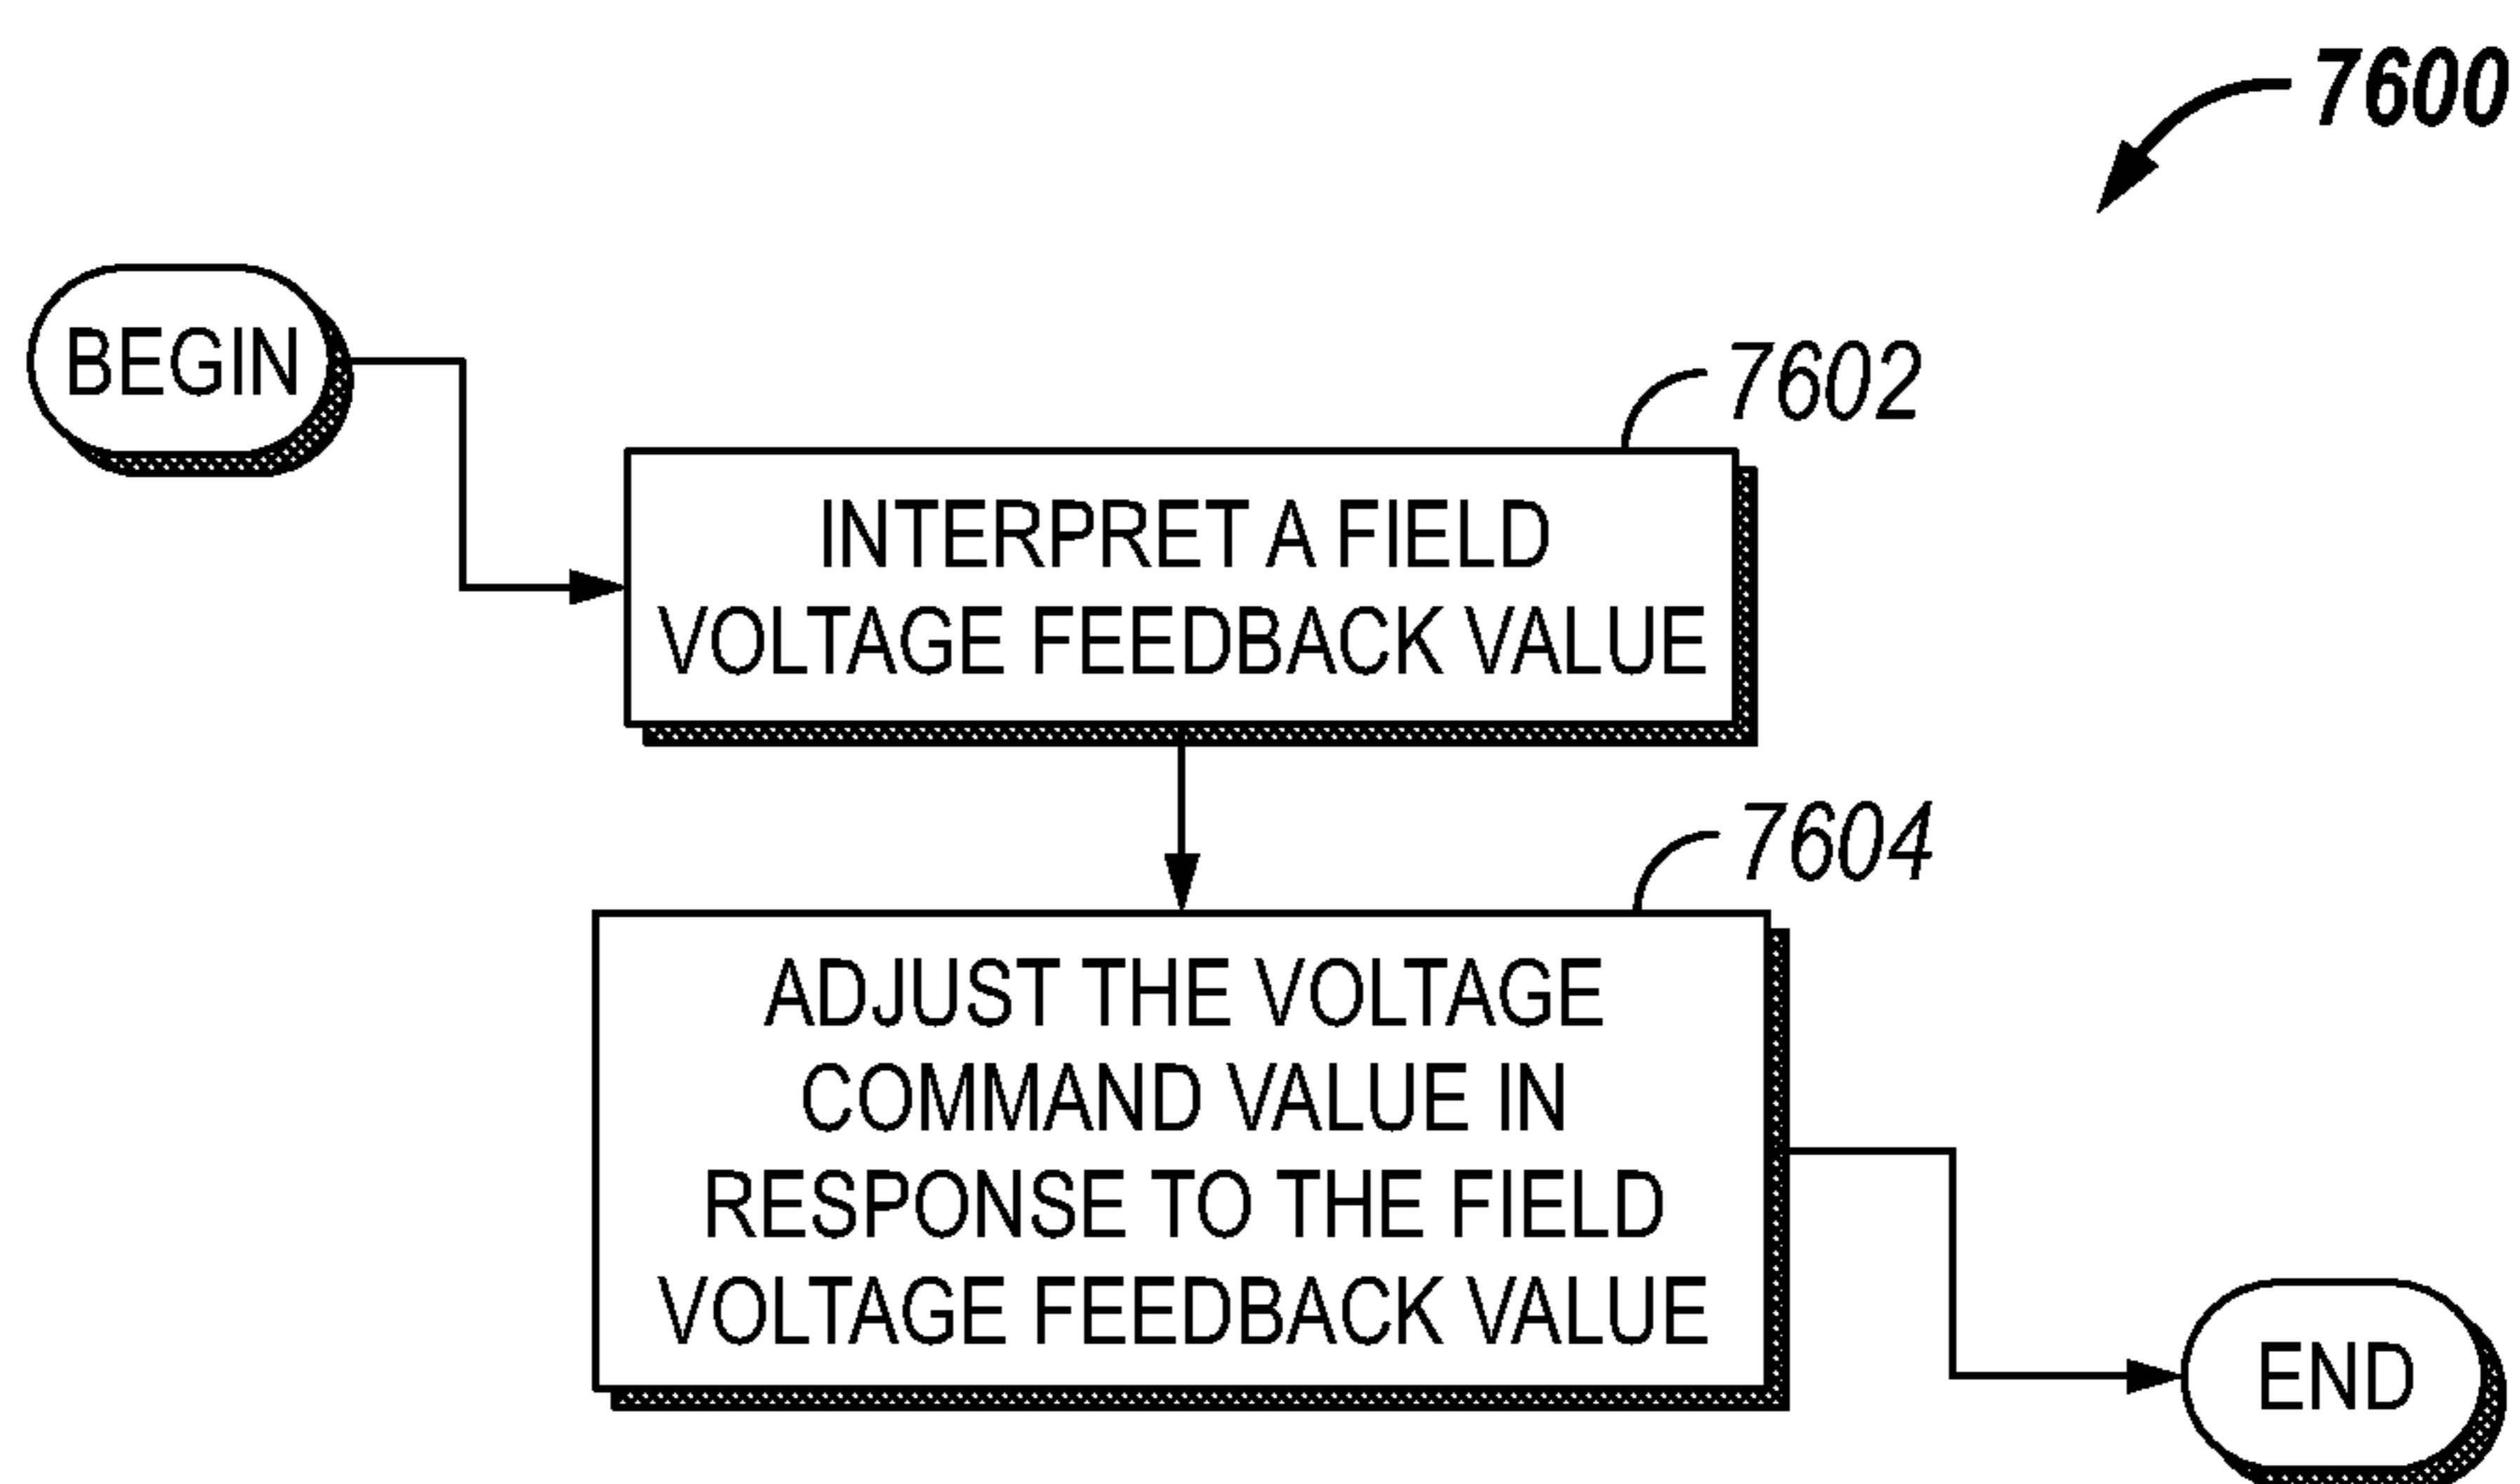 7600
BEGIN
7602
INTERPRET A FIELD
VOLTAGE FEEDBACK VALUE
7604
ADJUST THE VOLTAGE
COMMAND VALUE IN
RESPONSE TO THE FIELD
VOLTAGE FEEDBACK VALUE
END